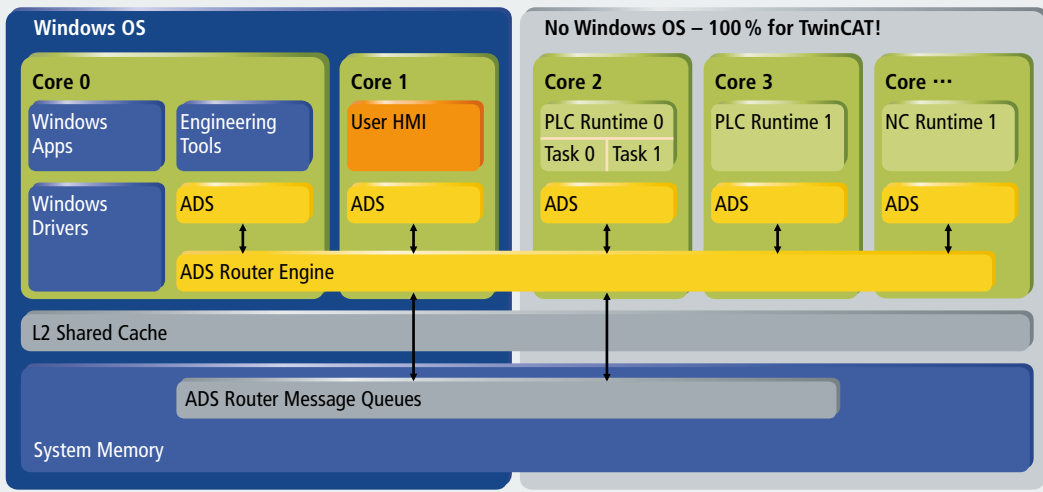 Windows OS
No Windows OS – 100 % for TwinCAT!
Core 0
Core 1
Core 2
Core 3
Core ⋯
Windows
Apps
Engineering
Tools
User HMI
PLC Runtime 0
Task 0
Task 1
PLC Runtime 1
NC Runtime 1
Windows
Drivers
ADS
ADS
ADS
ADS
ADS
ADS Router Engine
L2 Shared Cache
ADS Router Message Queues
System Memory